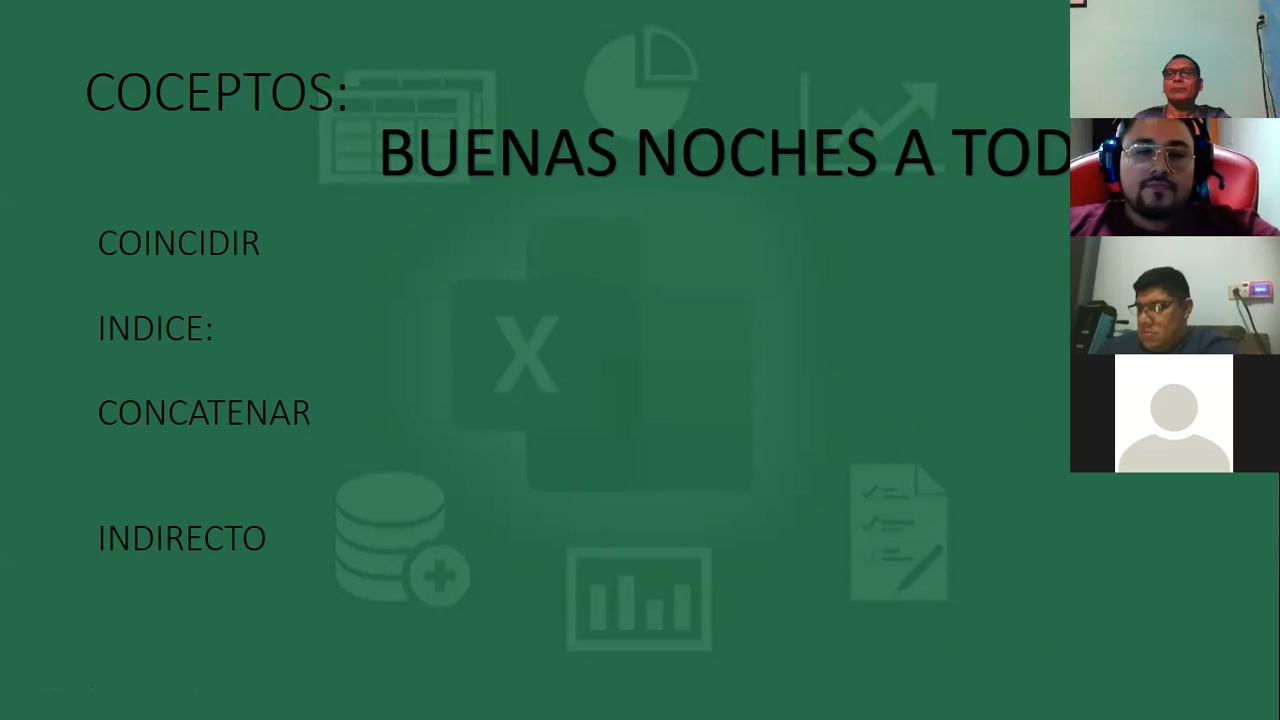 COCEPTOS:
BUENAS NOCHES A TOD
COINCIDIR
INDICE:
X
CONCATENAR
INDIRECTO